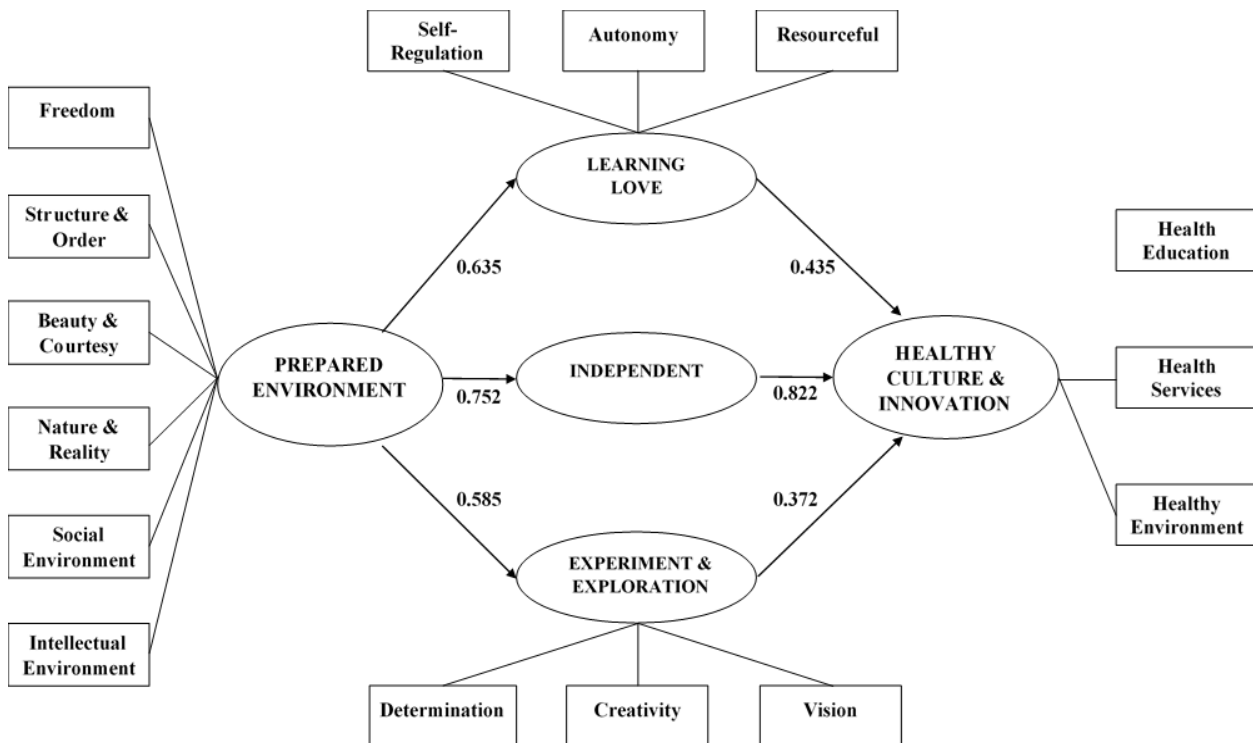 Self-
Regulation
Autonomy
Resourceful
Freedom
Structure &
Order
Beauty &
Courtesy
Nature &
Reality
Social
Environment
Intellectual
Environment
PREPARED
ENVIRONMENT
LEARNING
LOVE
0.635
0.435
INDEPENDENT
0.752
0.822
0.585
0.372
EXPERIMENT &
EXPLORATION
HEALTHY
CULTURE &
INNOVATION
Health
Education
Health
Services
Healthy
Environment
Determination
Creativity
Vision